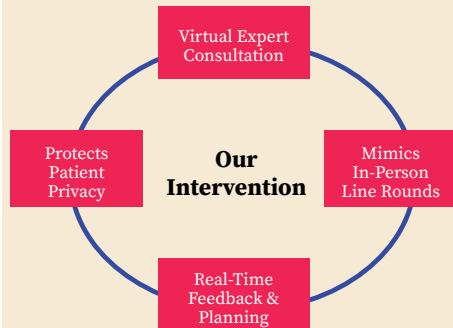 Virtual Expert
Consultation
Protects
Patient
Privacy
Our
Intervention
Mimics
In-Person
Line Rounds
Real-Time
Feedback &
Planning